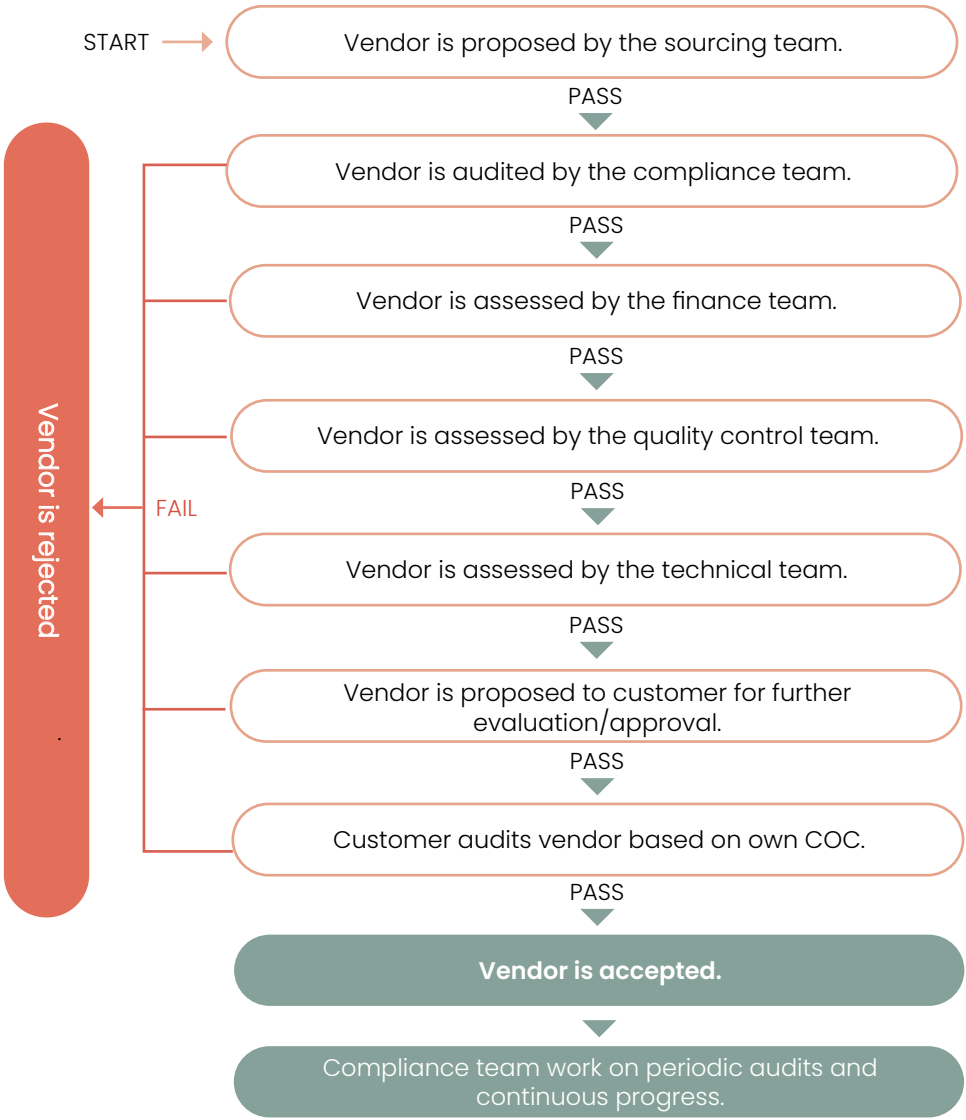 START
Vendor is proposed by the sourcing team.
PASS
Vendor is audited by the compliance team.
PASS
Vendor is assessed by the finance team.
PASS
Vendor is assessed by the quality control team.
PASS
Vendor is rejected
FAIL
Vendor is assessed by the technical team.
PASS
Vendor is proposed to customer for further
evaluation/approval.
.
PASS
Customer audits vendor based on own COC.
PASS
Vendor is accepted.
Compliance team work on periodic audits and
continuous progress.